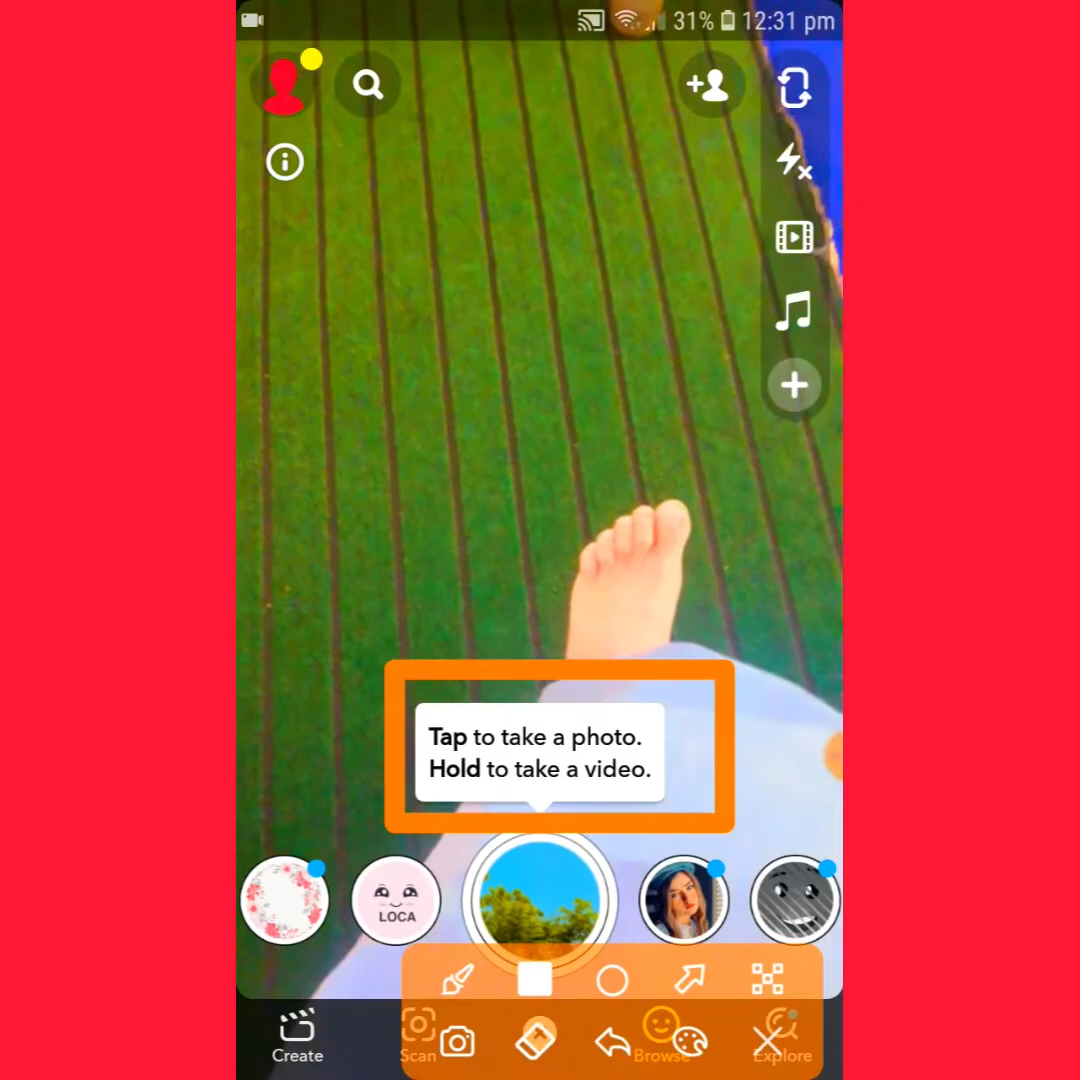 31% 12:31 pm
Tap to take a photo.
Hold to take a video.
LOCA
Create
Scan
Browse
Explore